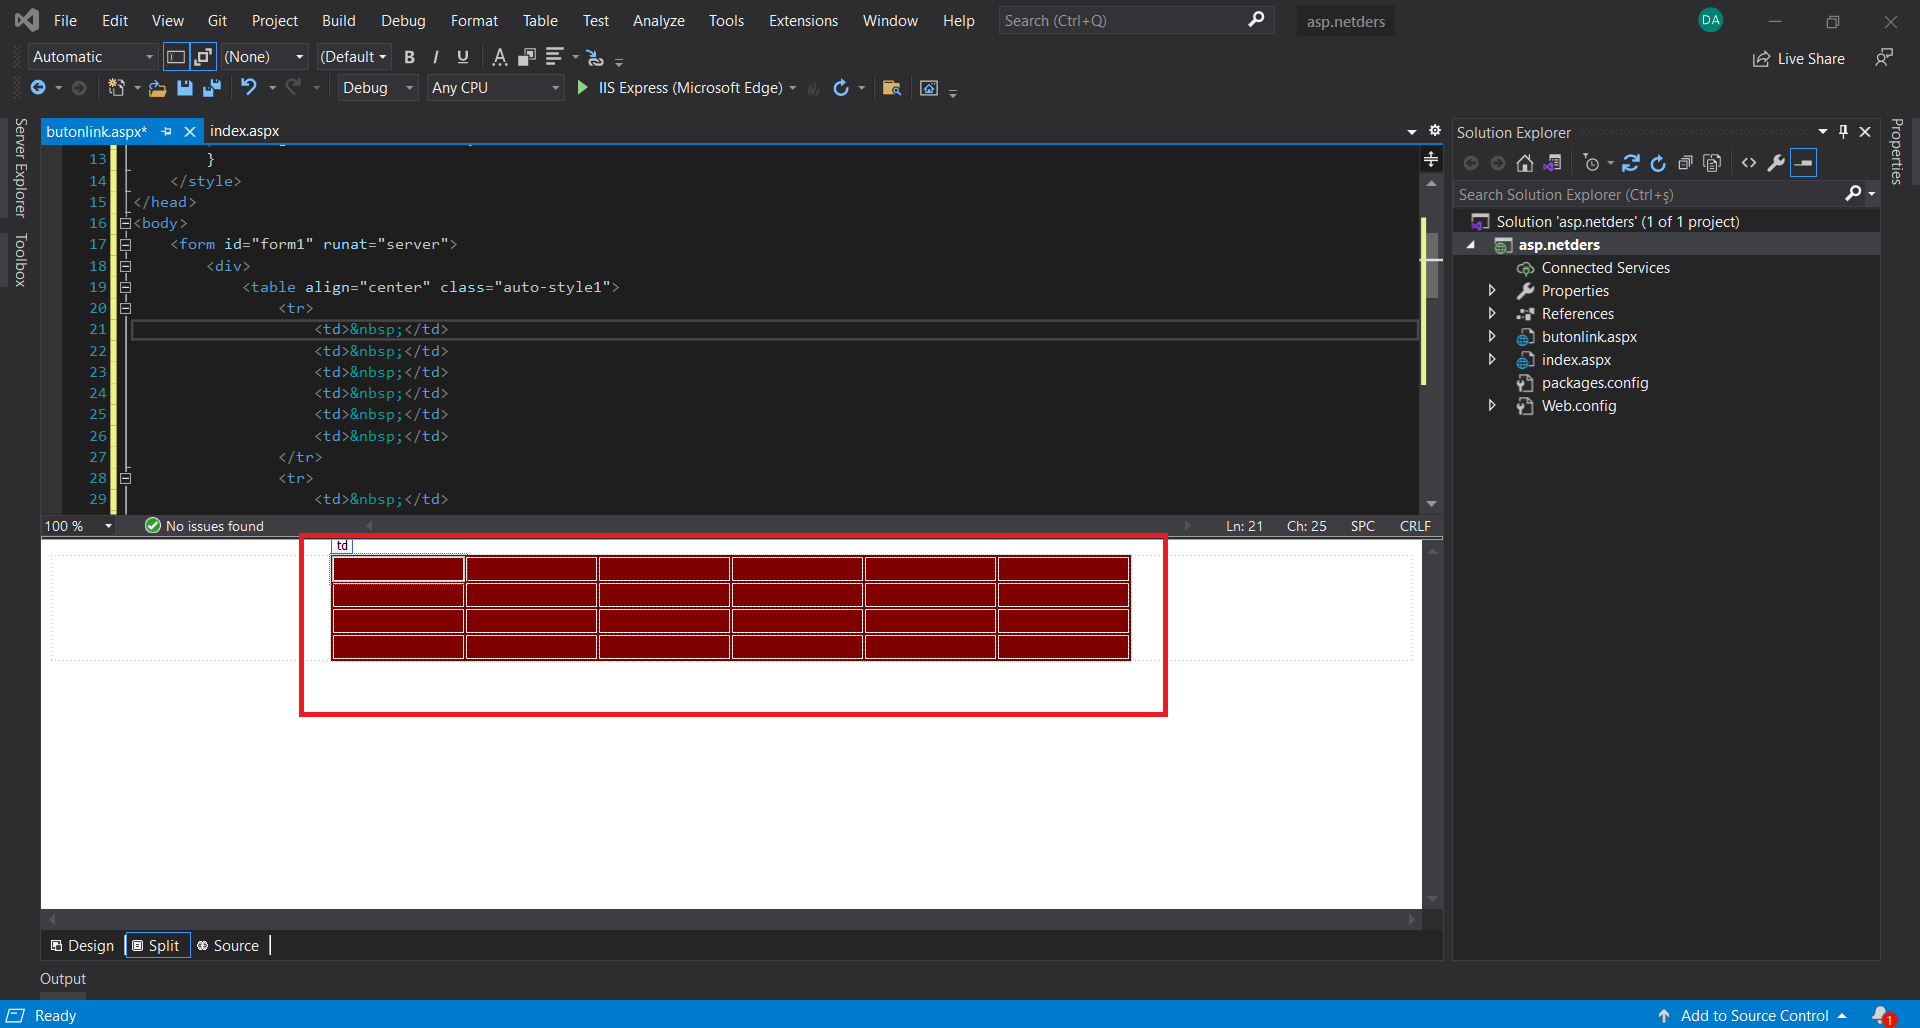 File Edit View Git Project Build Debug Format Table Test Analyze Tools Extensions Window Help Search (Ctrl+Q) asp.netders DA
Automatic (None) (Default B I U A Live Share
Debug Any CPU IIS Express (Microsoft Edge)
Server Explorer
Toolbox
butonlink.aspx* index.aspx
13 }
14 </style>
15 </head>
16 <body>
17 <form id="form1" runat="server">
18 <div>
19 <table align="center" class="auto-style1">
20 <tr>
21 <td>&nbsp;</td>
22 <td>&nbsp;</td>
23 <td>&nbsp;</td>
24 <td>&nbsp;</td>
25 <td>&nbsp;</td>
26 <td>&nbsp;</td>
27 </tr>
28 <tr>
29 <td>&nbsp;</td>
100 % No issues found Ln: 21 Ch: 25 SPC CRLF
td
Design Split Source
Output
Solution Explorer
Search Solution Explorer (Ctrl+ş)
Solution 'asp.netders' (1 of 1 project)
asp.netders
Connected Services
Properties
References
butonlink.aspx
index.aspx
packages.config
Web.config
Properties
Ready Add to Source Control 1